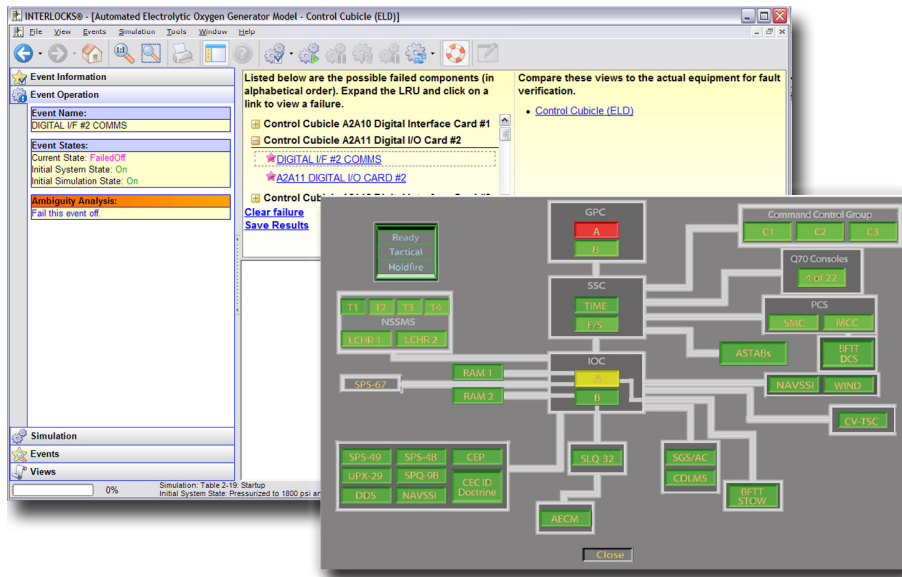 INTERLOCKS® - [Automated Electrolytic Oxygen Generator Model - Control Cubicle (ELD)]
File View Events Simulation Tools Window Help
Event Information
Event Operation
Event Name:
DIGITAL I/F #2 COMMS
Event States:
Current State: FailedOff
Initial System State: On
Initial Simulation State: On
Ambiguity Analysis:
Fail this event off.
Simulation
Events
Views
0%
Simulation: Table 2-19: Startup
Initial System State: Pressurized to 1800 psi an
Listed below are the possible failed components (in
alphabetical order). Expand the LRU and click on a
link to view a failure.
Control Cubicle A2A10 Digital Interface Card #1
Control Cubicle A2A11 Digital I/O Card #2
DIGITAL I/F #2 COMMS
A2A11 DIGITAL I/O CARD #2
Clear failure
Save Results
Compare these views to the actual equipment for fault
verification.
Control Cubicle (ELD)
Ready
Tactical
Holdfire
GPC
A
B
Command Control Group
C1 C2 C3
Q70 Consoles
4 of 22
SSC
TIME
F/S
PCS
SMC MCC
T1 T2 T3 T4
NSSMS
LCHR 1 LCHR 2
ASTABs
BFTT
DCS
IOC
A
B
RAM 1
RAM 2
SPS-67
NAVSSI WIND
CV-TSC
SPS-49 SPS-48 CEP
UPX-29 SPQ-9B
CEC ID
Doctrine
DDS NAVSSI
SLQ-32
SGS/AC
CDLMS
BFTT
STOW
AECM
Close